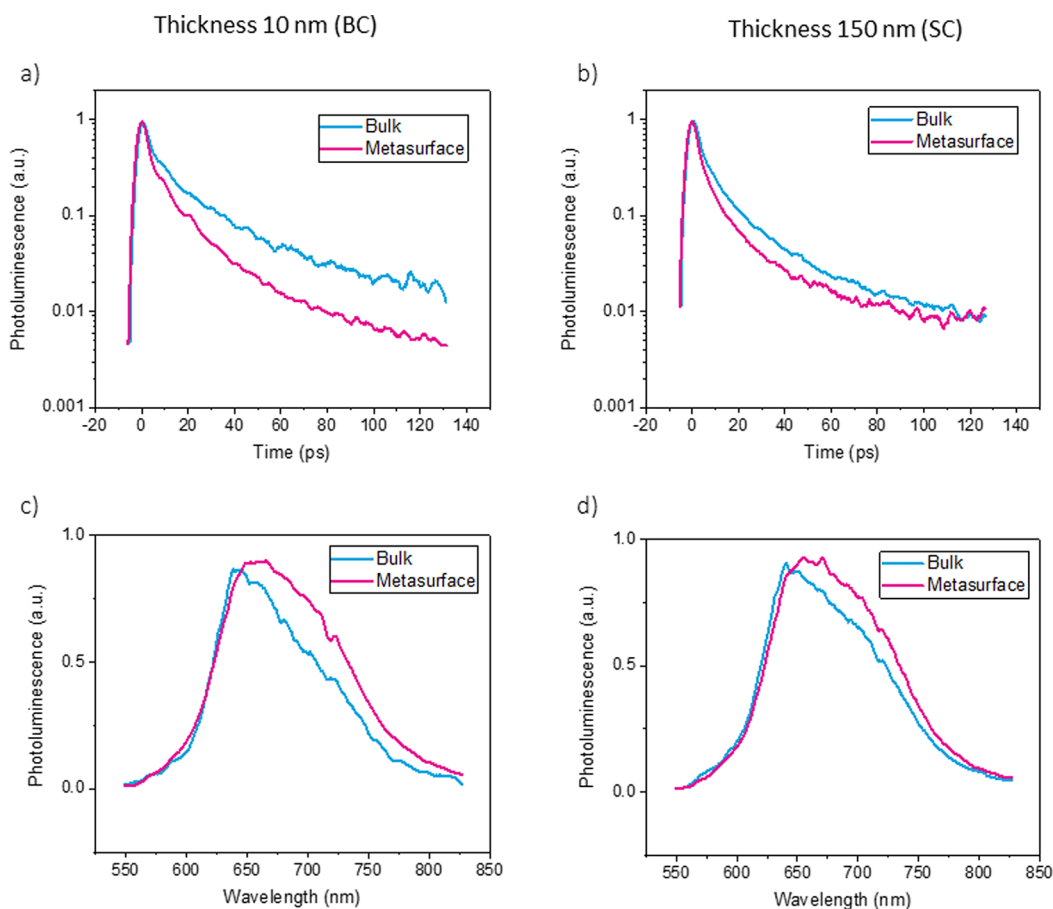 Thickness 10 nm (BC)
Thickness 150 nm (SC)
a)
Bulk
Metasurface
1
0.1
0.01
0.001
Photoluminescence (a.u.)
-20 0 20 40 60 80 100 120 140
Time (ps)
b)
Bulk
Metasurface
1
0.1
0.01
0.001
Photoluminescence (a.u.)
-20 0 20 40 60 80 100 120 140
Time (ps)
c)
Bulk
Metasurface
1.0
0.5
0.0
Photoluminescence (a.u.)
550 600 650 700 750 800 850
Wavelength (nm)
d)
Bulk
Metasurface
1.0
0.5
0.0
Photoluminescence (a.u.)
550 600 650 700 750 800 850
Wavelength (nm)